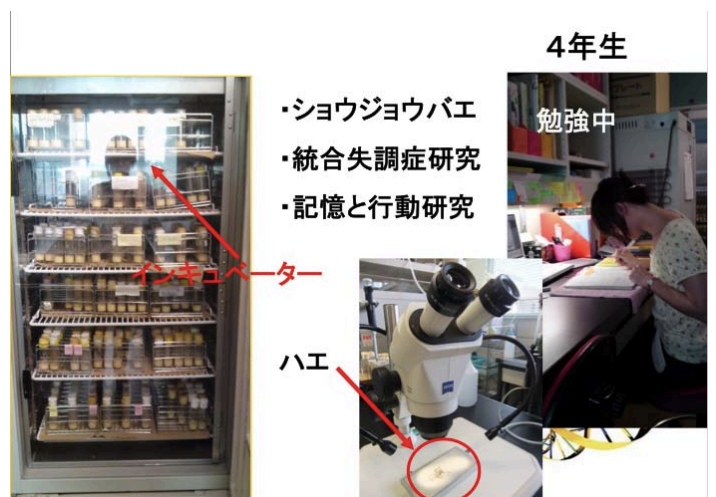 4年生
・ショウジョウバエ
・統合失調症研究
・記憶と行動研究
勉強中
インキュベーター
ハエ
ZEISS